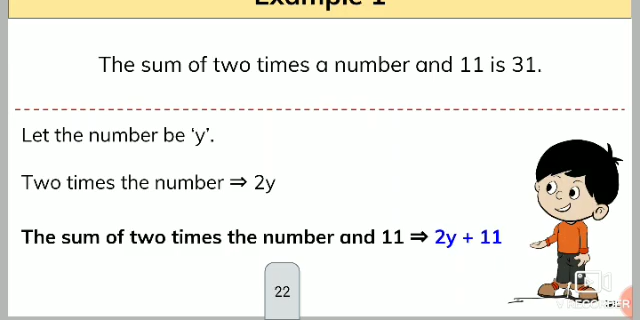 Example 1
The sum of two times a number and 11 is 31.
Let the number be ‘y’.
Two times the number ⇒ 2y
The sum of two times the number and 11 ⇒ 2y + 11
22
RECORDER